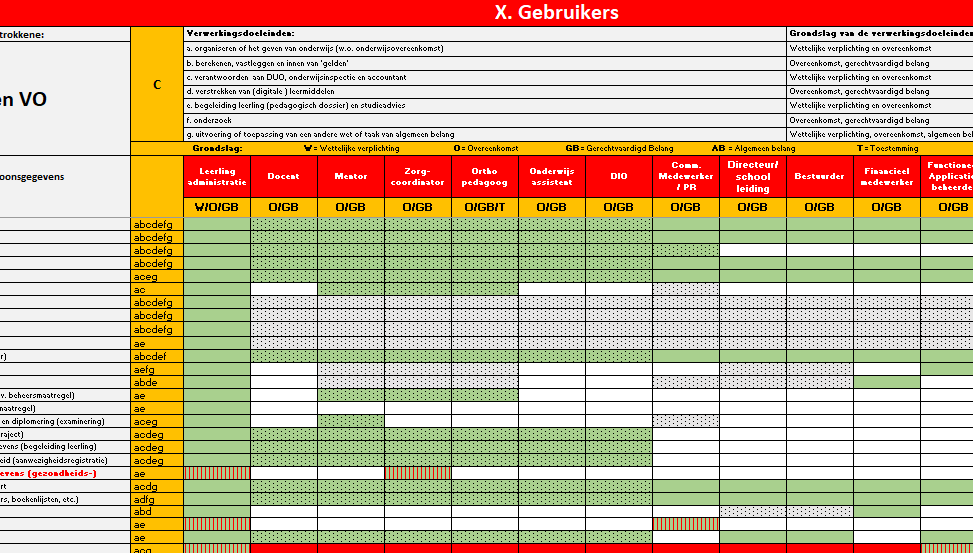 X. Gebruikers
trokkene:
Verwerkingsdoeleinden:
Grondslag van de verwerkingsdoeleinden
a. organiseren of het geven van onderwijs (w.o. onderwijsovereenkomst)
Wettelijke verplichting en overeenkomst
b. berekenen, vastleggen en innen van 'gelden'
Overeenkomst, gerechtvaardigd belang
C
c. verantwoorden aan DUO, onderwijsinspectie en accountant
Wettelijke verplichting en overeenkomst
en VO
d. verstrekken van (digitale ) leermiddelen
Overeenkomst, gerechtvaardigd belang
e. begeleiding leerling (pedagogisch dossier) en studieadvies
Wettelijke verplichting en overeenkomst
f. onderzoek
Overeenkomst, gerechtvaardigd belang
g. uitvoering of toepassing van een andere wet of taak van algemeen belang
Wettelijke verplichting, overeenkomst, algemeen bel
Grondslag: W = Wettelijke verplichting O = Overeenkomst GB = Gerechtvaardigd Belang AB = Algemeen belang T = Toestemming
oonsgegevens
Leerling administratie
Docent
Mentor
Zorg-coordinator
Ortho pedagoog
Onderwijs assistent
DIO
Comm. Medewerker / PR
Directeur/ school leiding
Bestuurder
Financieel medewerker
Functionee Applicatie beheerde
W/O/GB O/GB O/GB O/GB O/GB/T O/GB O/GB O/GB O/GB O/GB O/GB O/GB
abcdefg
abcdefg
abcdefg
abcdefg
aceg
ac
abcdefg
abcdefg
abcdefg
ae
r) abcdef
aefg
abde
v. beheersmaatregel) ae
maatregel) ae
en diplomering (examinering) aceg
raject) acdeg
evens (begeleiding leerling) acdeg
eid (aanwezigheidsregistratie) acdeg
evens (gezondheids-) ae
rt acdg
rs, boekenlijsten, etc.) adfg
abd
ae
ae
acg